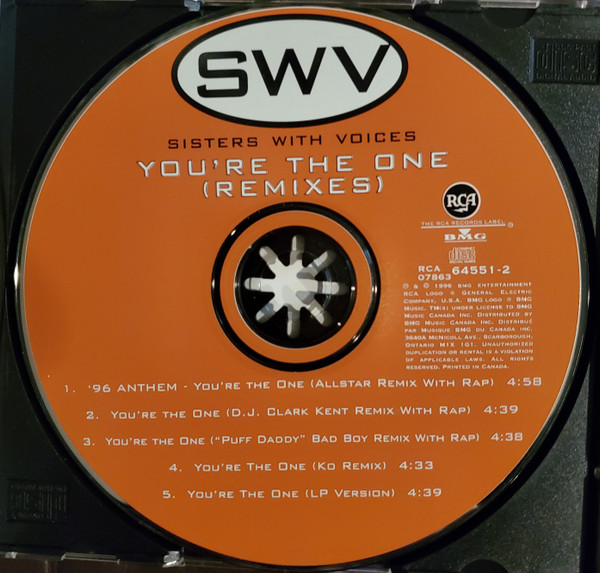 SWV
SISTERS WITH VOICES
YOU'RE THE ONE
(REMIXES)
RCA
THE RCA RECORDS LABEL ®
BMG
RCA 64551-2
07863
℗ & © 1996 BMG ENTERTAINMENT
RCA LOGO ® GENERAL ELECTRIC
COMPANY, U.S.A. BMG LOGO ® BMG
MUSIC. TM(S) UNDER LICENSE TO BMG
MUSIC CANADA INC. DISTRIBUTED BY
BMG MUSIC CANADA INC. DISTRIBUÉ
PAR MUSIQUE BMG DU CANADA INC.
3640A MCNICOLL AVE., SCARBOROUGH,
ONTARIO M1X 1G1. UNAUTHORIZED
DUPLICATION OR RENTAL IS A VIOLATION
OF APPLICABLE LAWS. ALL RIGHTS
RESERVED. PRINTED IN CANADA.
1. '96 ANTHEM - YOU'RE THE ONE (ALLSTAR REMIX WITH RAP) 4:58
2. YOU'RE THE ONE (D.J. CLARK KENT REMIX WITH RAP) 4:39
3. YOU'RE THE ONE ("PUFF DADDY" BAD BOY REMIX WITH RAP) 4:38
4. YOU'RE THE ONE (KO REMIX) 4:33
5. YOU'RE THE ONE (LP VERSION) 4:39